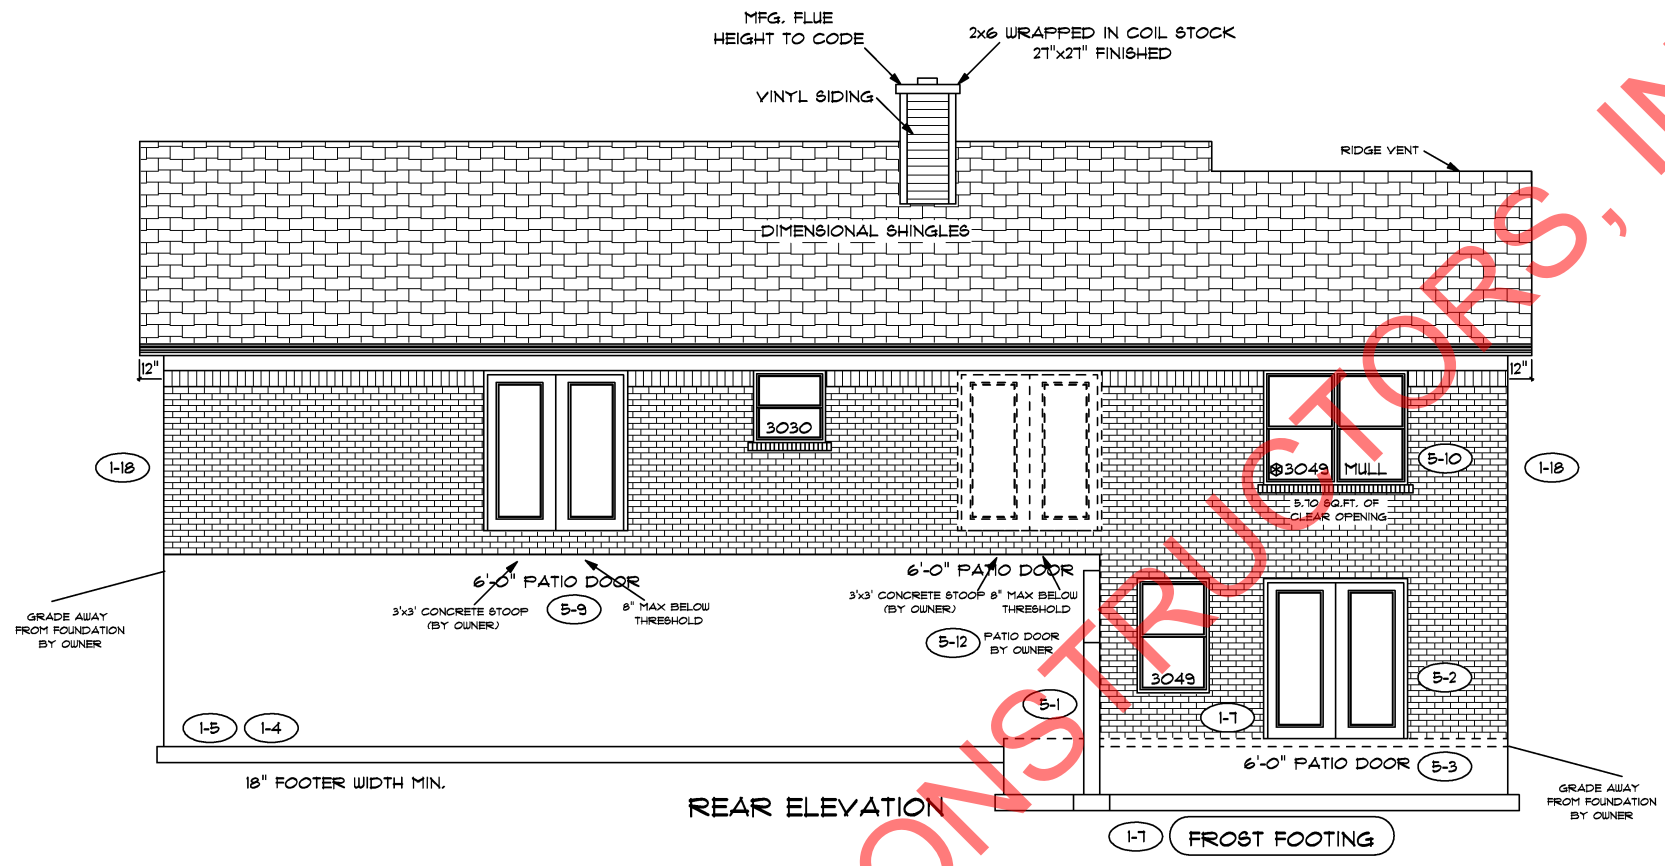 MFG. FLUE
HEIGHT TO CODE
2x6 WRAPPED IN COIL STOCK
27"x27" FINISHED
VINYL SIDING
RIDGE VENT
DIMENSIONAL SHINGLES
12"
12"
3030
1-18
⊛3049 MULL
5-10
1-18
5.70 SQ.FT. OF
CLEAR OPENING
6'-0" PATIO DOOR
3'x3' CONCRETE STOOP
(BY OWNER)
5-9
8" MAX BELOW
THRESHOLD
6'-0" PATIO DOOR
3'x3' CONCRETE STOOP
(BY OWNER)
8" MAX BELOW
THRESHOLD
5-12
PATIO DOOR
BY OWNER
GRADE AWAY
FROM FOUNDATION
BY OWNER
3049
5-2
5-1
1-7
1-5
1-4
6'-0" PATIO DOOR
5-3
18" FOOTER WIDTH MIN.
GRADE AWAY
FROM FOUNDATION
BY OWNER
REAR ELEVATION
1-7
FROST FOOTING
ONSTRUCTORS, IN